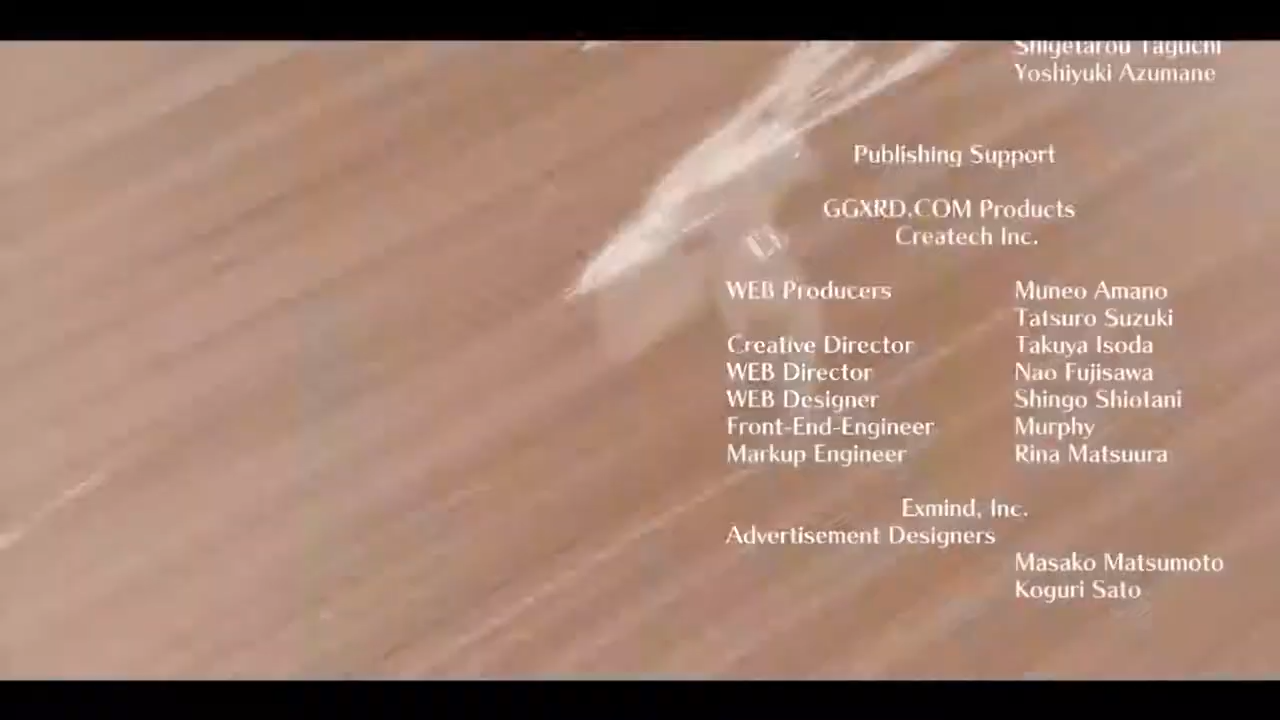 Shigetarou Taguchi
Yoshiyuki Azumane
Publishing Support
GGXRD.COM Products
Createch Inc.
WEB Producers Muneo Amano
Tatsuro Suzuki
Creative Director Takuya Isoda
WEB Director Nao Fujisawa
WEB Designer Shingo Shiotani
Front-End-Engineer Murphy
Markup Engineer Rina Matsuura
Exmind, Inc.
Advertisement Designers
Masako Matsumoto
Koguri Sato